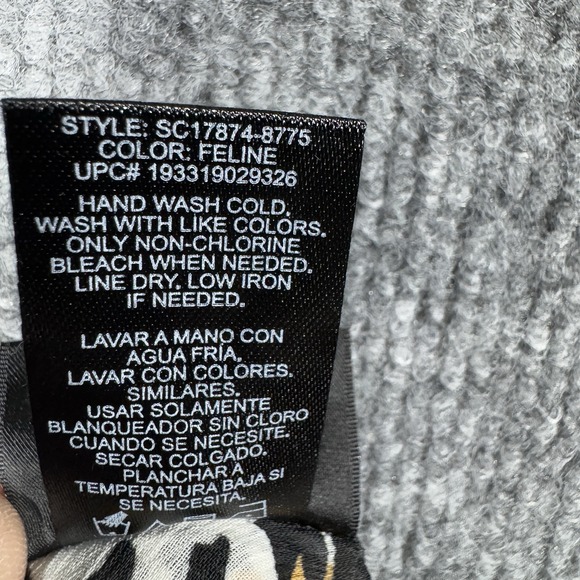 STYLE: SC17874-8775
COLOR: FELINE
UPC# 193319029326
HAND WASH COLD.
WASH WITH LIKE COLORS.
ONLY NON-CHLORINE
BLEACH WHEN NEEDED.
LINE DRY. LOW IRON
IF NEEDED.
LAVAR A MANO CON
AGUA FRÍA.
LAVAR CON COLORES.
SIMILARES.
USAR SOLAMENTE
BLANQUEADOR SIN CLORO
CUANDO SE NECESITE.
SECAR COLGADO.
PLANCHAR A
TEMPERATURA BAJA SI
SE NECESITA.